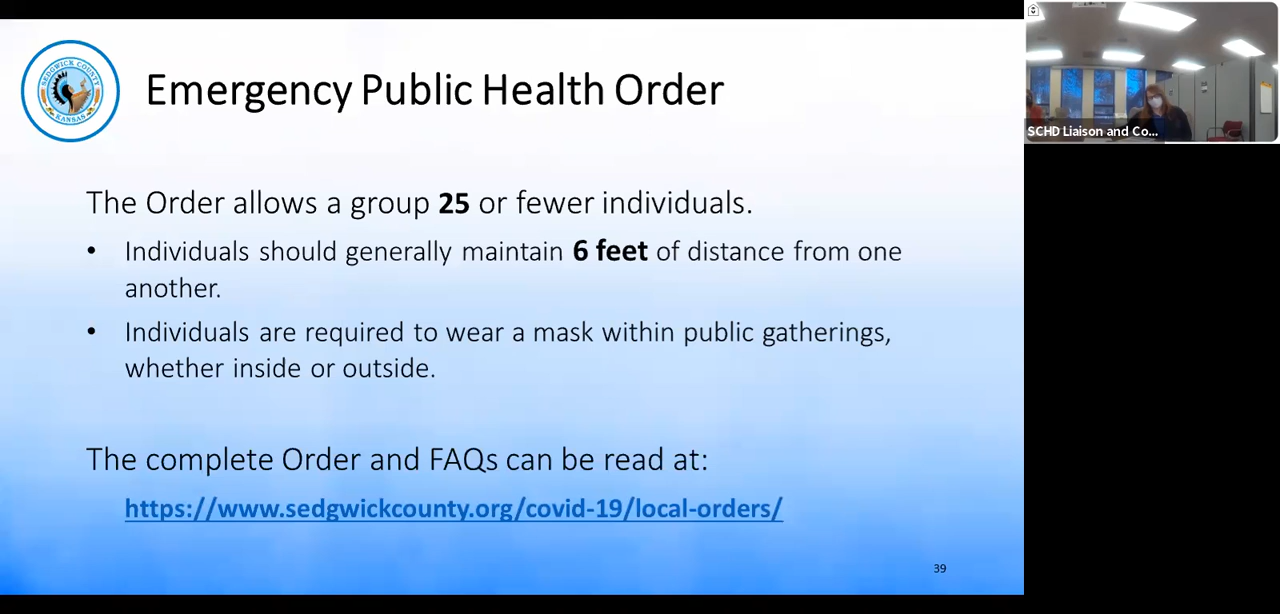 SEDGWICK COUNTY
KANSAS
Emergency Public Health Order
The Order allows a group 25 or fewer individuals.
• Individuals should generally maintain 6 feet of distance from one
another.
• Individuals are required to wear a mask within public gatherings,
whether inside or outside.
The complete Order and FAQs can be read at:
https://www.sedgwickcounty.org/covid-19/local-orders/
39
SCHD Liaison and Co...